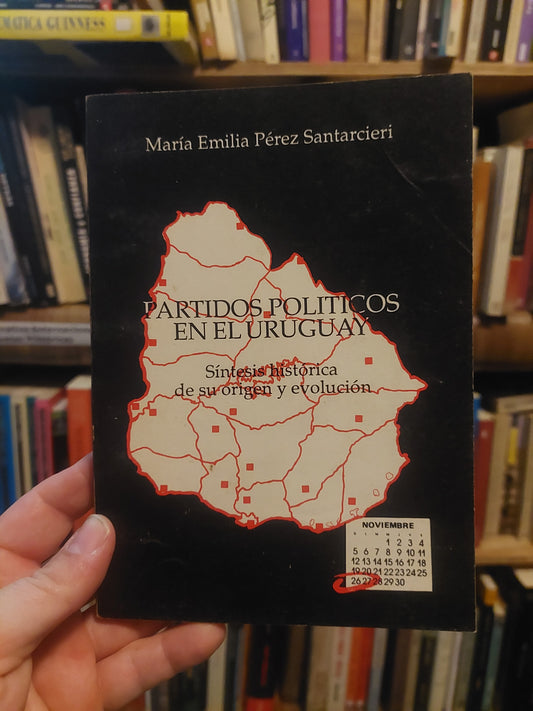 MATICA GUINNESS
María Emilia Pérez Santarcieri
PARTIDOS POLITICOS
EN EL URUGUAY
Síntesis histórica
de su origen y evolución
NOVIEMBRE
1 2 3 4
5 6 7 8 9 10 11
12 13 14 15 16 17 18
19 20 21 22 23 24 25
26 27 28 29 30